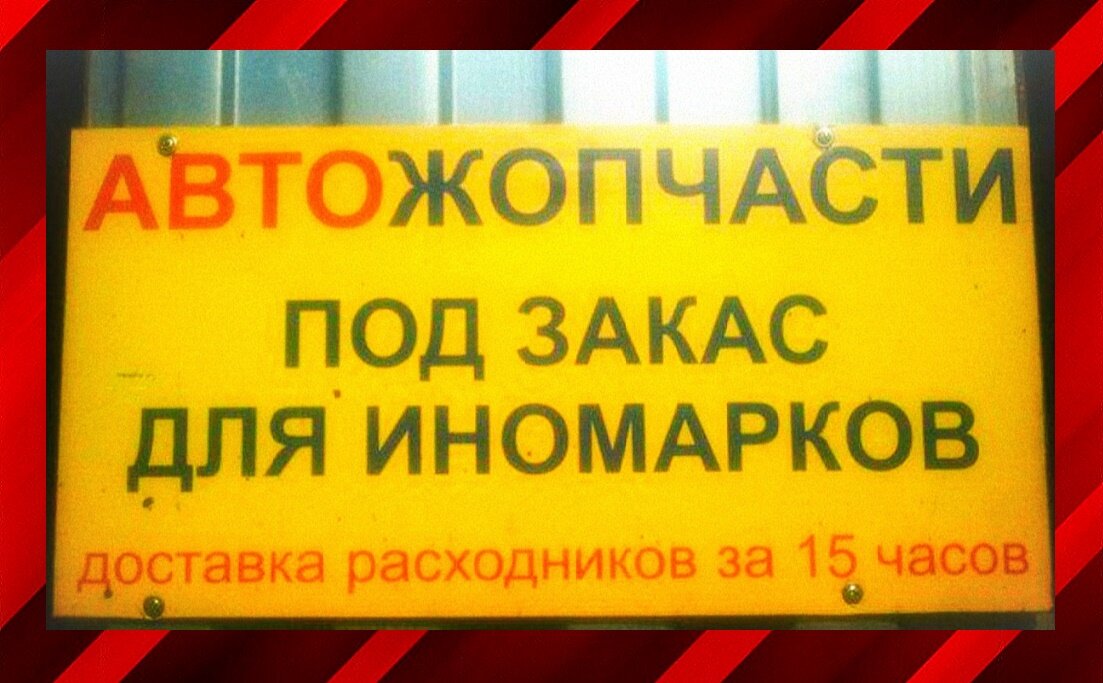 АВТОЖОПЧАСТИ
ПОД ЗАКАС
ДЛЯ ИНОМАРКОВ
доставка расходников за 15 часов